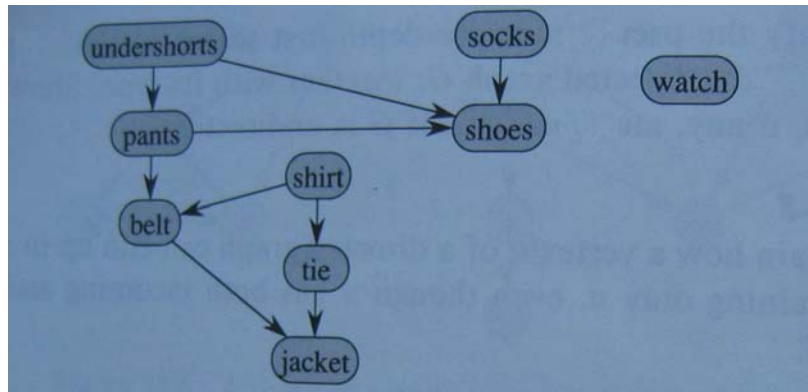 undershorts
socks
watch
pants
shoes
shirt
belt
tie
jacket